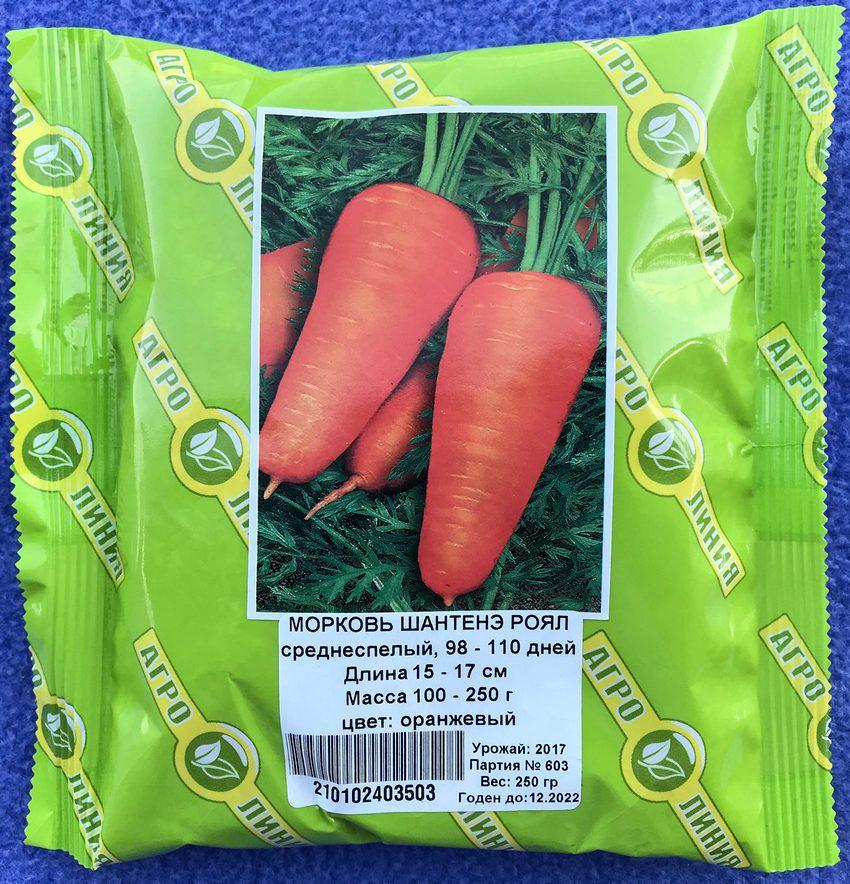 АГРО ЛИНИЯ
МОРКОВЬ ШАНТЕНЭ РОЯЛ
среднеспелый, 98 - 110 дней
Длина 15 - 17 см
Масса 100 - 250 г
цвет: оранжевый
Урожай: 2017
Партия № 603
Вес: 250 гр
Годен до:12.2022
210102403503